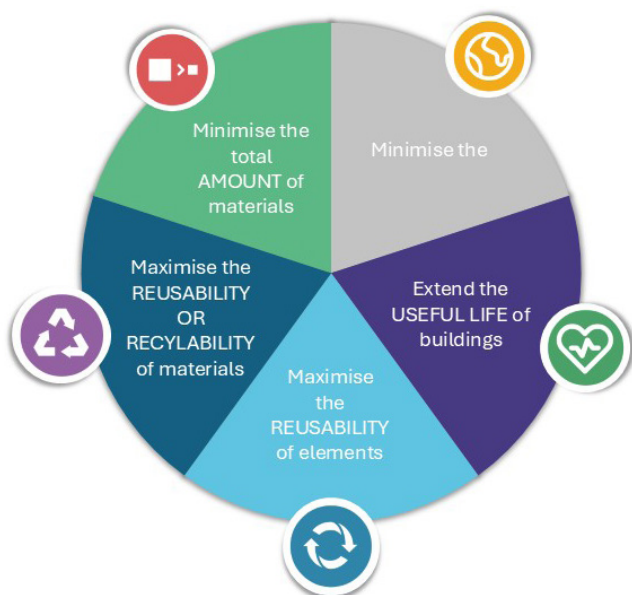 Minimise the
total
AMOUNT of
materials
Minimise the
Maximise the
REUSABILITY
OR
RECYLABILITY
of materials
Extend the
USEFUL LIFE of
buildings
Maximise
the
REUSABILITY
of elements